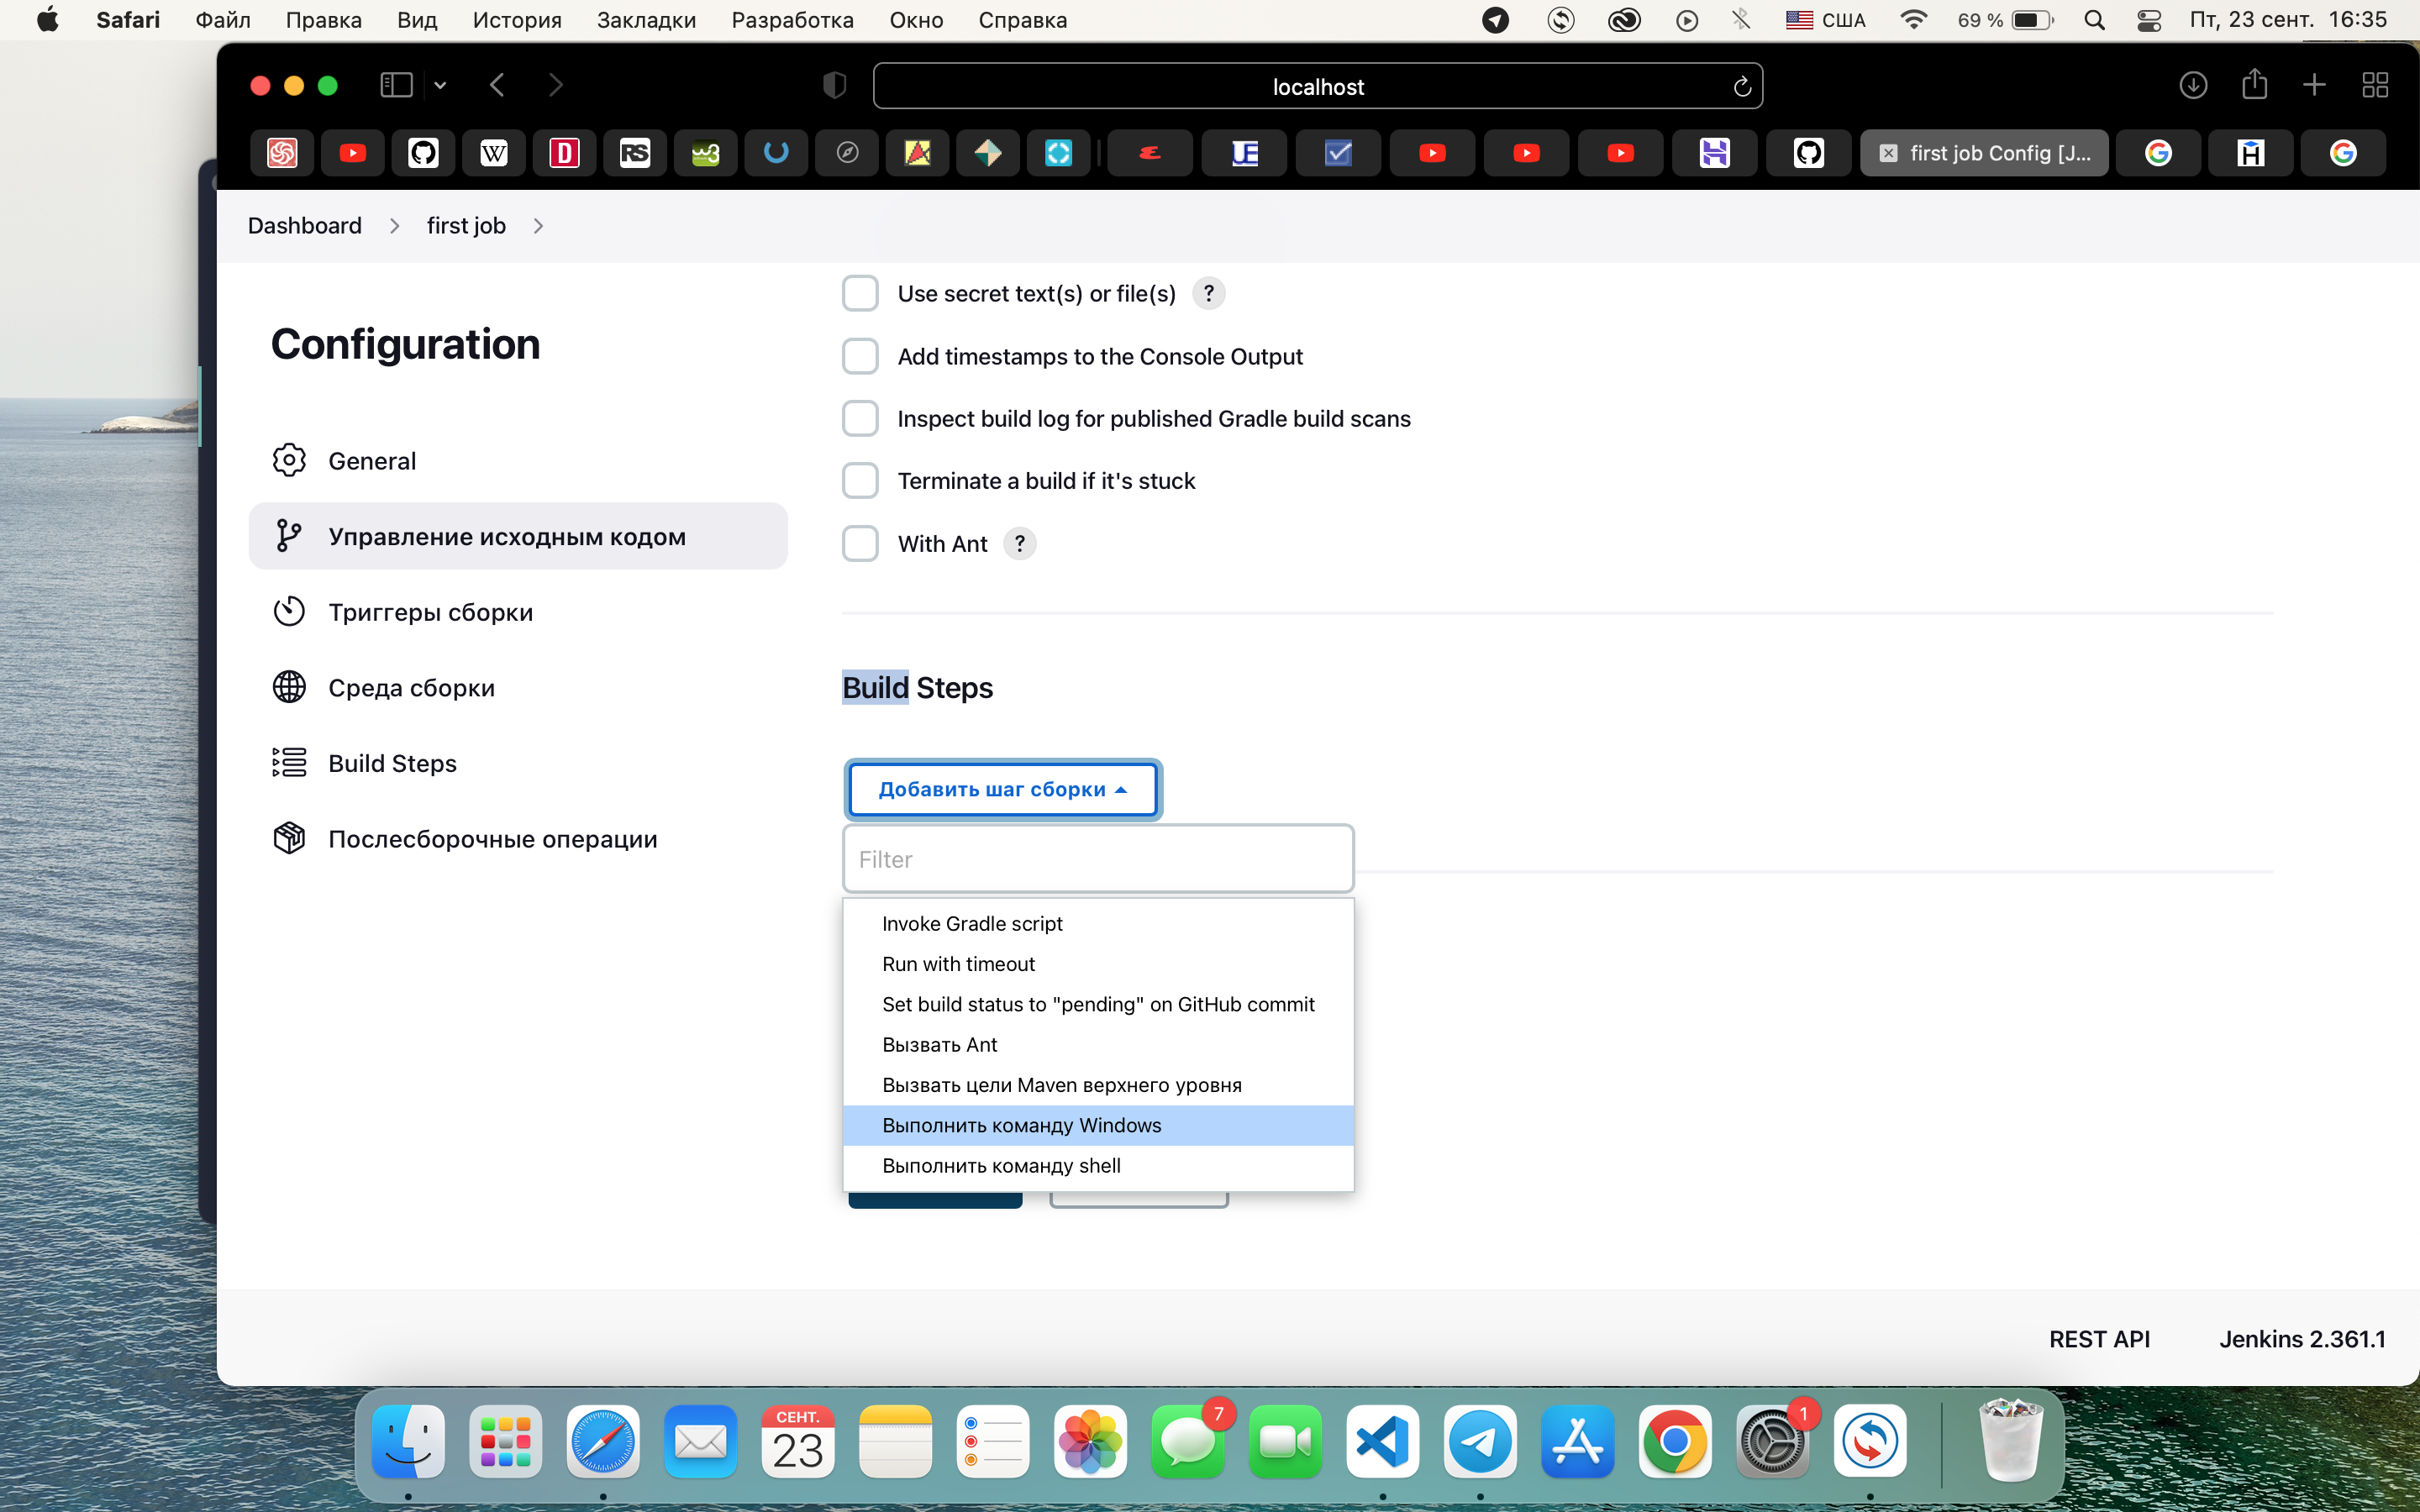 Safari Файл Правка Вид История Закладки Разработка Окно Справка США 69 % Пт, 23 сент. 16:35
localhost
W D RS w3 UE first job Config [J... G H G
Dashboard > first job >
Configuration
General
Управление исходным кодом
Триггеры сборки
Среда сборки
Build Steps
Послесборочные операции
Use secret text(s) or file(s) ?
Add timestamps to the Console Output
Inspect build log for published Gradle build scans
Terminate a build if it's stuck
With Ant ?
Build Steps
Добавить шаг сборки
Filter
Invoke Gradle script
Run with timeout
Set build status to "pending" on GitHub commit
Вызвать Ant
Вызвать цели Maven верхнего уровня
Выполнить команду Windows
Выполнить команду shell
REST API Jenkins 2.361.1
СЕНТ. 7 1
23